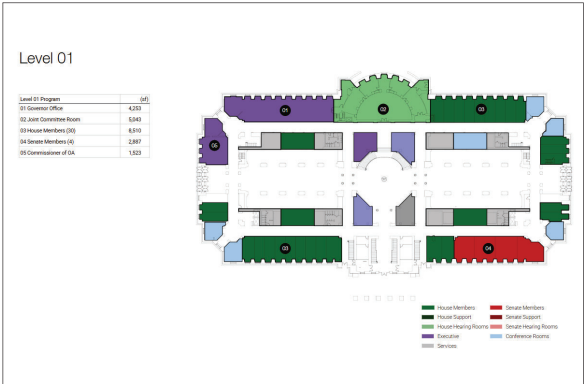 Level 01
Level 01 Program (sf)
01 Governor Office 4,253
02 Joint Committee Room 5,043
03 House Members (30) 8,510
04 Senate Members (4) 2,887
05 Commissioner of OA 1,523
01
02
03
05
03
04
House Members Senate Members
House Support Senate Support
House Hearing Rooms Senate Hearing Rooms
Executive Conference Rooms
Services